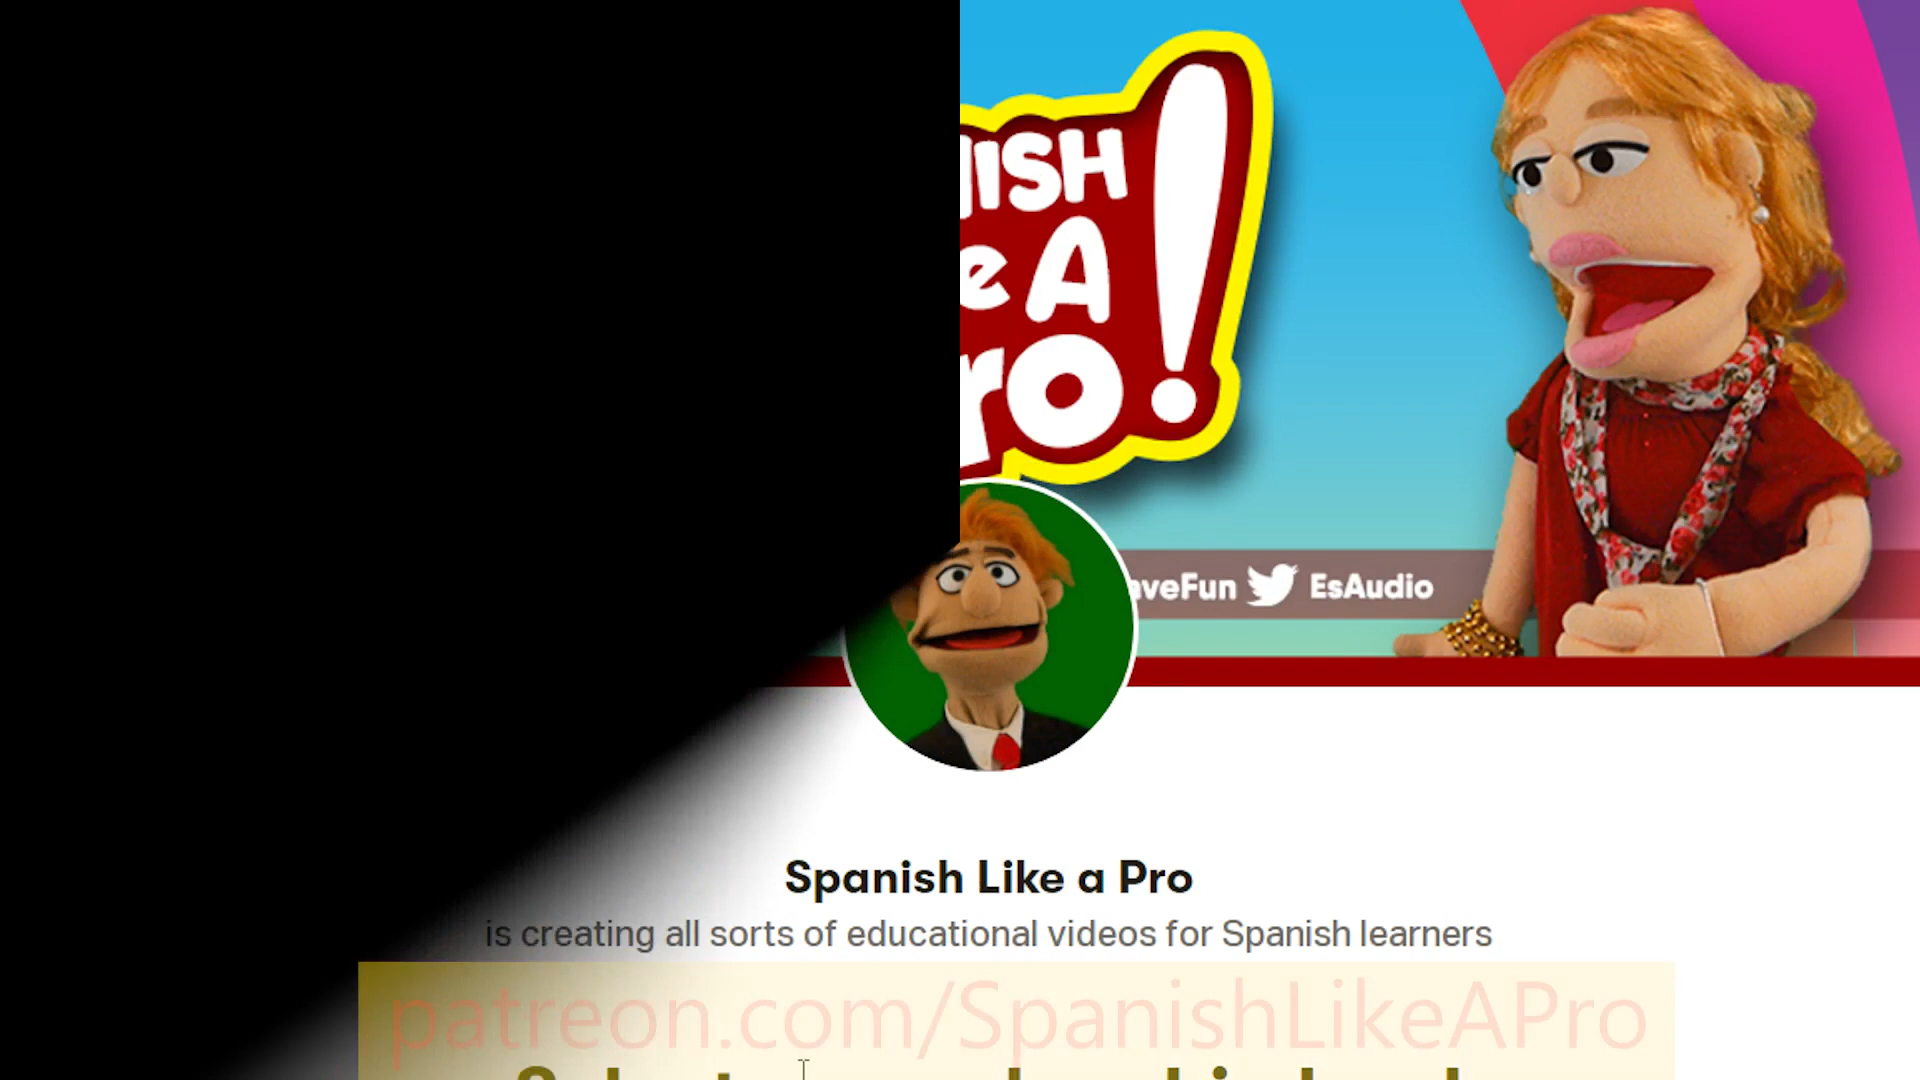 ISH
e A
ro!
aveFun EsAudio
Spanish Like a Pro
is creating all sorts of educational videos for Spanish learners
patreon.com/SpanishLikeAPro